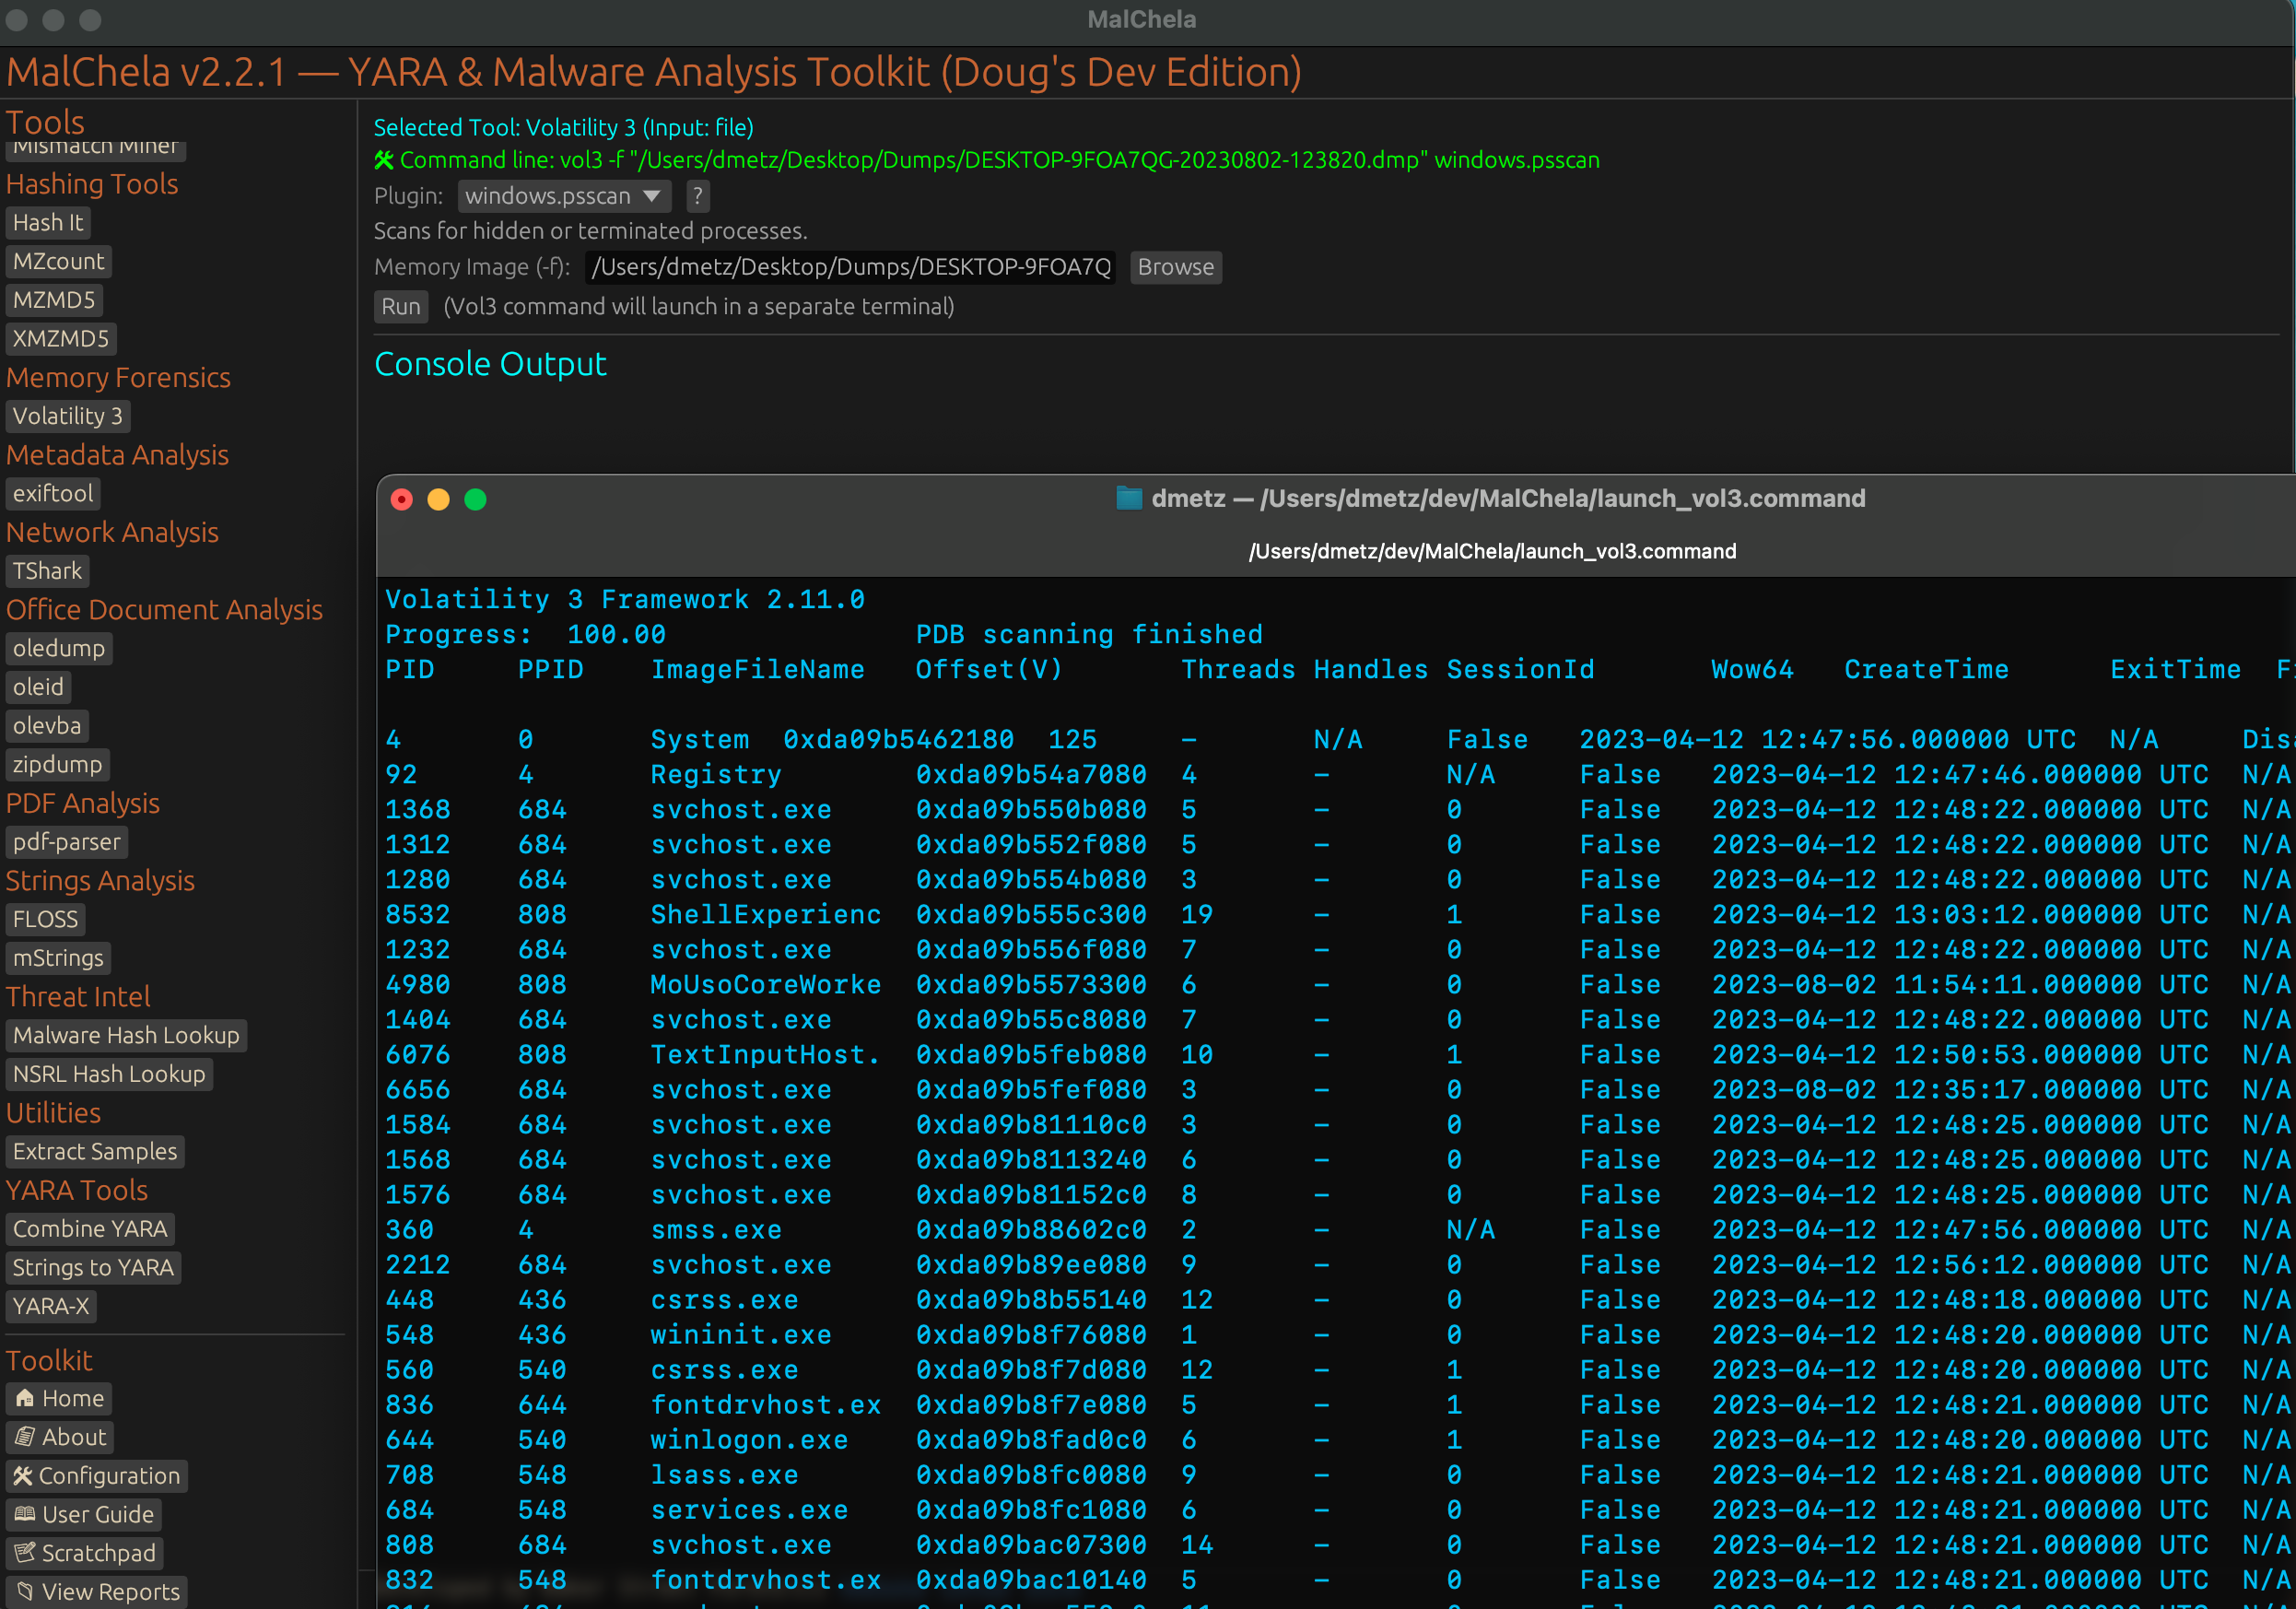 MalChela
MalChela v2.2.1 — YARA & Malware Analysis Toolkit (Doug's Dev Edition)
Tools
Mismatch Miner
Hashing Tools
Hash It
MZcount
MZMD5
XMZMD5
Memory Forensics
Volatility 3
Metadata Analysis
exiftool
Network Analysis
TShark
Office Document Analysis
oledump
oleid
olevba
zipdump
PDF Analysis
pdf-parser
Strings Analysis
FLOSS
mStrings
Threat Intel
Malware Hash Lookup
NSRL Hash Lookup
Utilities
Extract Samples
YARA Tools
Combine YARA
Strings to YARA
YARA-X
Toolkit
Home
About
Configuration
User Guide
Scratchpad
View Reports
Selected Tool: Volatility 3 (Input: file)
Command line: vol3 -f "/Users/dmetz/Desktop/Dumps/DESKTOP-9FOA7QG-20230802-123820.dmp" windows.psscan
Plugin: windows.psscan ?
Scans for hidden or terminated processes.
Memory Image (-f): /Users/dmetz/Desktop/Dumps/DESKTOP-9FOA7Q Browse
Run (Vol3 command will launch in a separate terminal)
Console Output
dmetz — /Users/dmetz/dev/MalChela/launch_vol3.command
/Users/dmetz/dev/MalChela/launch_vol3.command
Volatility 3 Framework 2.11.0
Progress: 100.00 PDB scanning finished
PID PPID ImageFileName Offset(V) Threads Handles SessionId Wow64 CreateTime ExitTime
4 0 System 0xda09b5462180 125 - N/A False 2023-04-12 12:47:56.000000 UTC N/A Dis
92 4 Registry 0xda09b54a7080 4 - N/A False 2023-04-12 12:47:46.000000 UTC N/A
1368 684 svchost.exe 0xda09b550b080 5 - 0 False 2023-04-12 12:48:22.000000 UTC N/A
1312 684 svchost.exe 0xda09b552f080 5 - 0 False 2023-04-12 12:48:22.000000 UTC N/A
1280 684 svchost.exe 0xda09b554b080 3 - 0 False 2023-04-12 12:48:22.000000 UTC N/A
8532 808 ShellExperienc 0xda09b555c300 19 - 1 False 2023-04-12 13:03:12.000000 UTC N/A
1232 684 svchost.exe 0xda09b556f080 7 - 0 False 2023-04-12 12:48:22.000000 UTC N/A
4980 808 MoUsoCoreWorke 0xda09b5573300 6 - 0 False 2023-08-02 11:54:11.000000 UTC N/A
1404 684 svchost.exe 0xda09b55c8080 7 - 0 False 2023-04-12 12:48:22.000000 UTC N/A
6076 808 TextInputHost. 0xda09b5feb080 10 - 1 False 2023-04-12 12:50:53.000000 UTC N/A
6656 684 svchost.exe 0xda09b5fef080 3 - 0 False 2023-08-02 12:35:17.000000 UTC N/A
1584 684 svchost.exe 0xda09b81110c0 3 - 0 False 2023-04-12 12:48:25.000000 UTC N/A
1568 684 svchost.exe 0xda09b8113240 6 - 0 False 2023-04-12 12:48:25.000000 UTC N/A
1576 684 svchost.exe 0xda09b81152c0 8 - 0 False 2023-04-12 12:48:25.000000 UTC N/A
360 4 smss.exe 0xda09b88602c0 2 - N/A False 2023-04-12 12:47:56.000000 UTC N/A
2212 684 svchost.exe 0xda09b89ee080 9 - 0 False 2023-04-12 12:56:12.000000 UTC N/A
448 436 csrss.exe 0xda09b8b55140 12 - 0 False 2023-04-12 12:48:18.000000 UTC N/A
548 436 wininit.exe 0xda09b8f76080 1 - 0 False 2023-04-12 12:48:20.000000 UTC N/A
560 540 csrss.exe 0xda09b8f7d080 12 - 1 False 2023-04-12 12:48:20.000000 UTC N/A
836 644 fontdrvhost.ex 0xda09b8f7e080 5 - 1 False 2023-04-12 12:48:21.000000 UTC N/A
644 540 winlogon.exe 0xda09b8fad0c0 6 - 1 False 2023-04-12 12:48:20.000000 UTC N/A
708 548 lsass.exe 0xda09b8fc0080 9 - 0 False 2023-04-12 12:48:21.000000 UTC N/A
684 548 services.exe 0xda09b8fc1080 6 - 0 False 2023-04-12 12:48:21.000000 UTC N/A
808 684 svchost.exe 0xda09bac07300 14 - 0 False 2023-04-12 12:48:21.000000 UTC N/A
832 548 fontdrvhost.ex 0xda09bac10140 5 - 0 False 2023-04-12 12:48:21.000000 UTC N/A